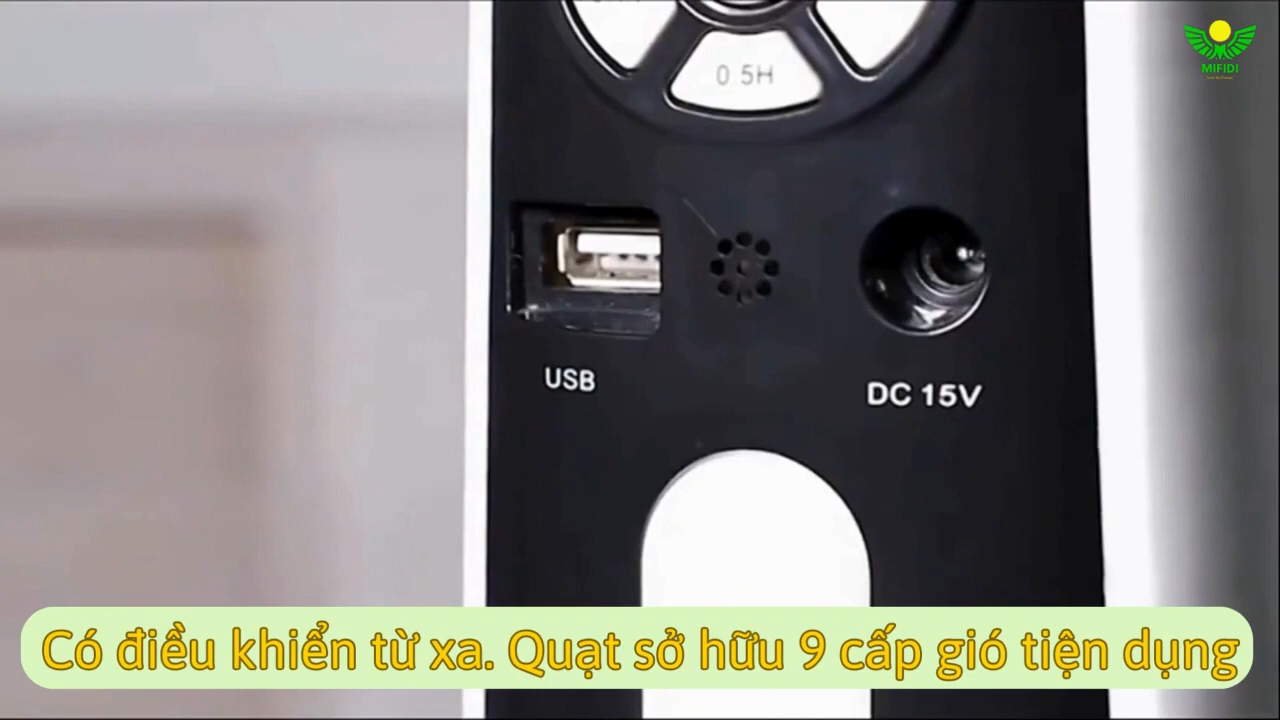 0 5H
MIFIDI
USB
DC 15V
Có điều khiển từ xa. Quạt sở hữu 9 cấp gió tiện dụng